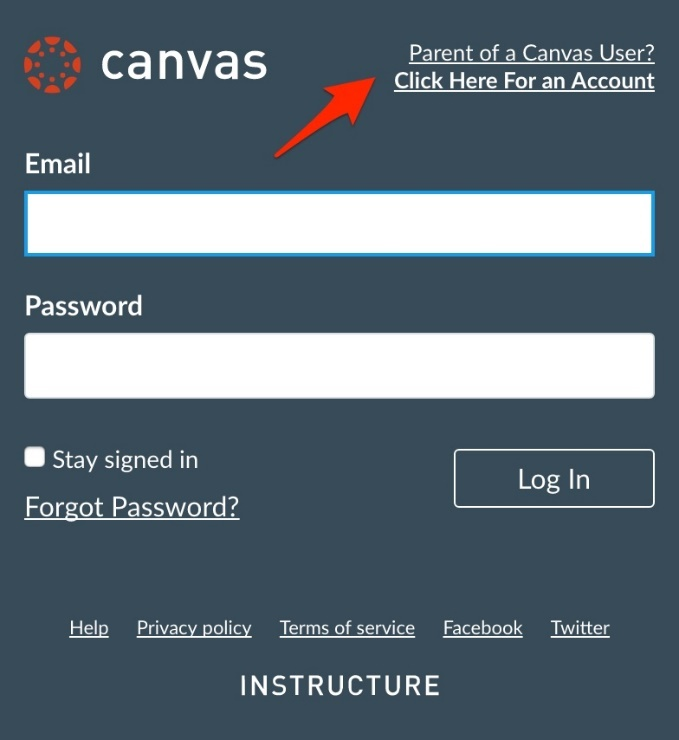 canvas
Parent of a Canvas User?
Click Here For an Account
Email
Password
Stay signed in
Log In
Forgot Password?
Help Privacy policy Terms of service Facebook Twitter
INSTRUCTURE